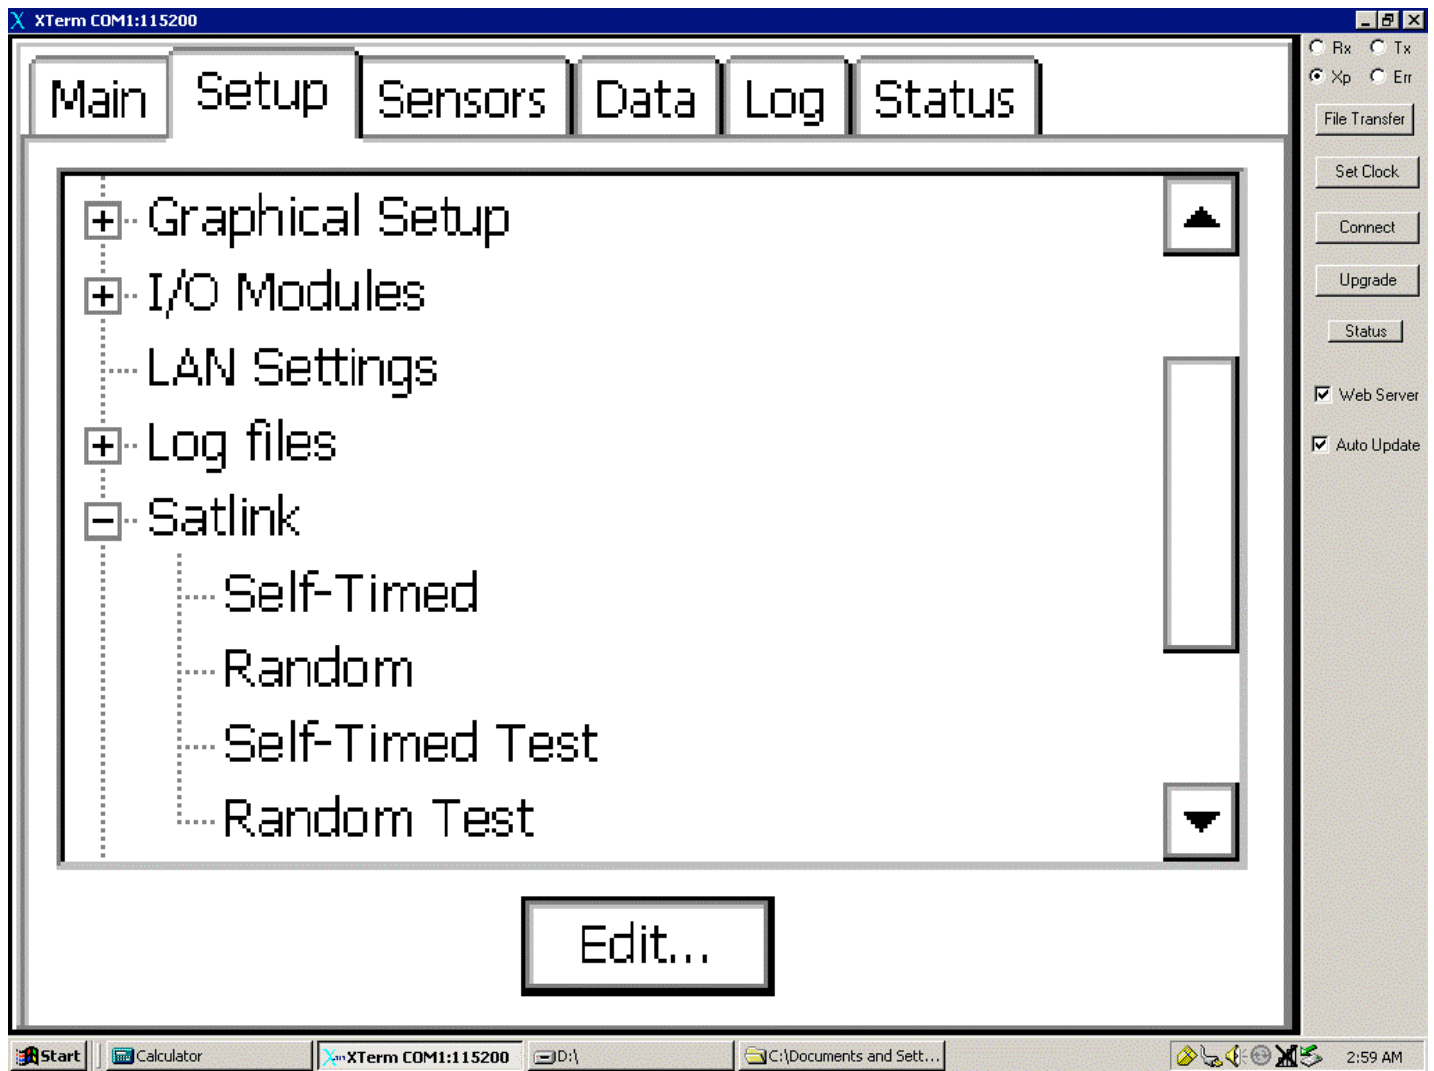 XTerm COM1:115200
Main Setup Sensors Data Log Status
Rx Tx
Xp Err
File Transfer
Set Clock
Connect
Upgrade
Status
Web Server
Auto Update
Graphical Setup
I/O Modules
LAN Settings
Log files
Satlink
Self-Timed
Random
Self-Timed Test
Random Test
Edit...
Start Calculator XTerm COM1:115200 D:\ C:\Documents and Sett... 2:59 AM